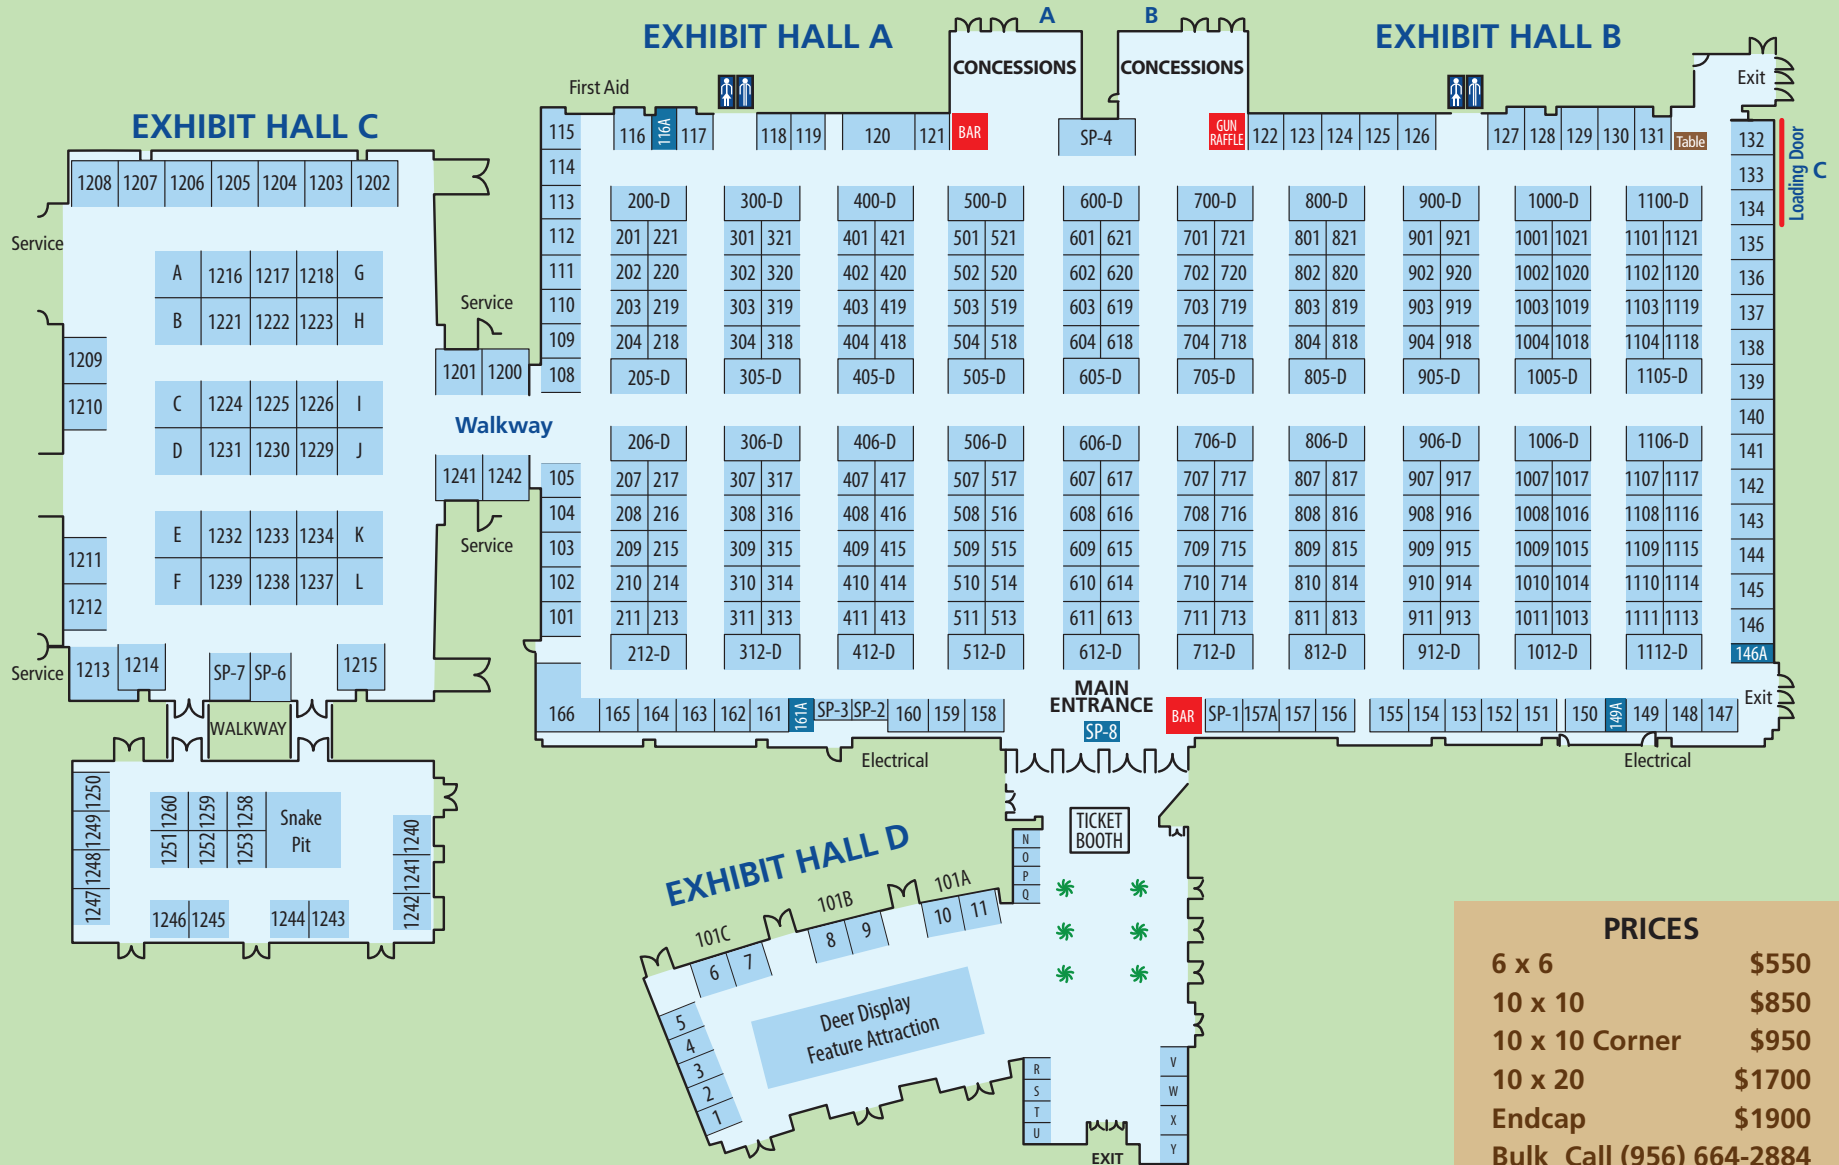 A
B
EXHIBIT HALL A
EXHIBIT HALL B
CONCESSIONS
CONCESSIONS
Exit
First Aid
EXHIBIT HALL C
115 116 116A 117 118 119 120 121 BAR SP-4 GUN RAFFLE 122 123 124 125 126 127 128 129 130 131 Table 132
114 133 Loading Door C
1208 1207 1206 1205 1204 1203 1202
113 200-D 300-D 400-D 500-D 600-D 700-D 800-D 900-D 1000-D 1100-D 134
Service
112 201 221 301 321 401 421 501 521 601 621 701 721 801 821 901 921 1001 1021 1101 1121 135
A 1216 1217 1218 G
111 202 220 302 320 402 420 502 520 602 620 702 720 802 820 902 920 1002 1020 1102 1120 136
Service
110 203 219 303 319 403 419 503 519 603 619 703 719 803 819 903 919 1003 1019 1103 1119 137
B 1221 1222 1223 H
109 204 218 304 318 404 418 504 518 604 618 704 718 804 818 904 918 1004 1018 1104 1118 138
1209
1201 1200 108 205-D 305-D 405-D 505-D 605-D 705-D 805-D 905-D 1005-D 1105-D 139
1210
C 1224 1225 1226 I
140
Walkway
D 1231 1230 1229 J
206-D 306-D 406-D 506-D 606-D 706-D 806-D 906-D 1006-D 1106-D 141
1241 1242 105 207 217 307 317 407 417 507 517 607 617 707 717 807 817 907 917 1007 1017 1107 1117 142
104 208 216 308 316 408 416 508 516 608 616 708 716 808 816 908 916 1008 1016 1108 1116 143
E 1232 1233 1234 K
Service
103 209 215 309 315 409 415 509 515 609 615 709 715 809 815 909 915 1009 1015 1109 1115 144
1211
F 1239 1238 1237 L
102 210 214 310 314 410 414 510 514 610 614 710 714 810 814 910 914 1010 1014 1110 1114 145
1212
101 211 213 311 313 411 413 511 513 611 613 711 713 811 813 911 913 1011 1013 1111 1113 146
212-D 312-D 412-D 512-D 612-D 712-D 812-D 912-D 1012-D 1112-D 146A
Service
1213 1214 SP-7 SP-6 1215
MAIN
ENTRANCE
Exit
166 165 164 163 162 161 161A SP-3 SP-2 160 159 158 SP-8 BAR SP-1 157A 157 156 155 154 153 152 151 150 149A 149 148 147
WALKWAY
Electrical
Electrical
1250 1249 1248 1247
1260 1259 1258
1251 1252 1253
Snake
Pit
1240 1241 1242
1246 1245 1244 1243
TICKET
BOOTH
N
O
P
Q
EXHIBIT HALL D
101C 101B 101A
6 7 8 9 10 11
5
4
3
2
1
Deer Display
Feature Attraction
R
S
T
U
V
W
X
Y
EXIT
PRICES
6 x 6 $550
10 x 10 $850
10 x 10 Corner $950
10 x 20 $1700
Endcap $1900
Bulk Call (956) 664-2884